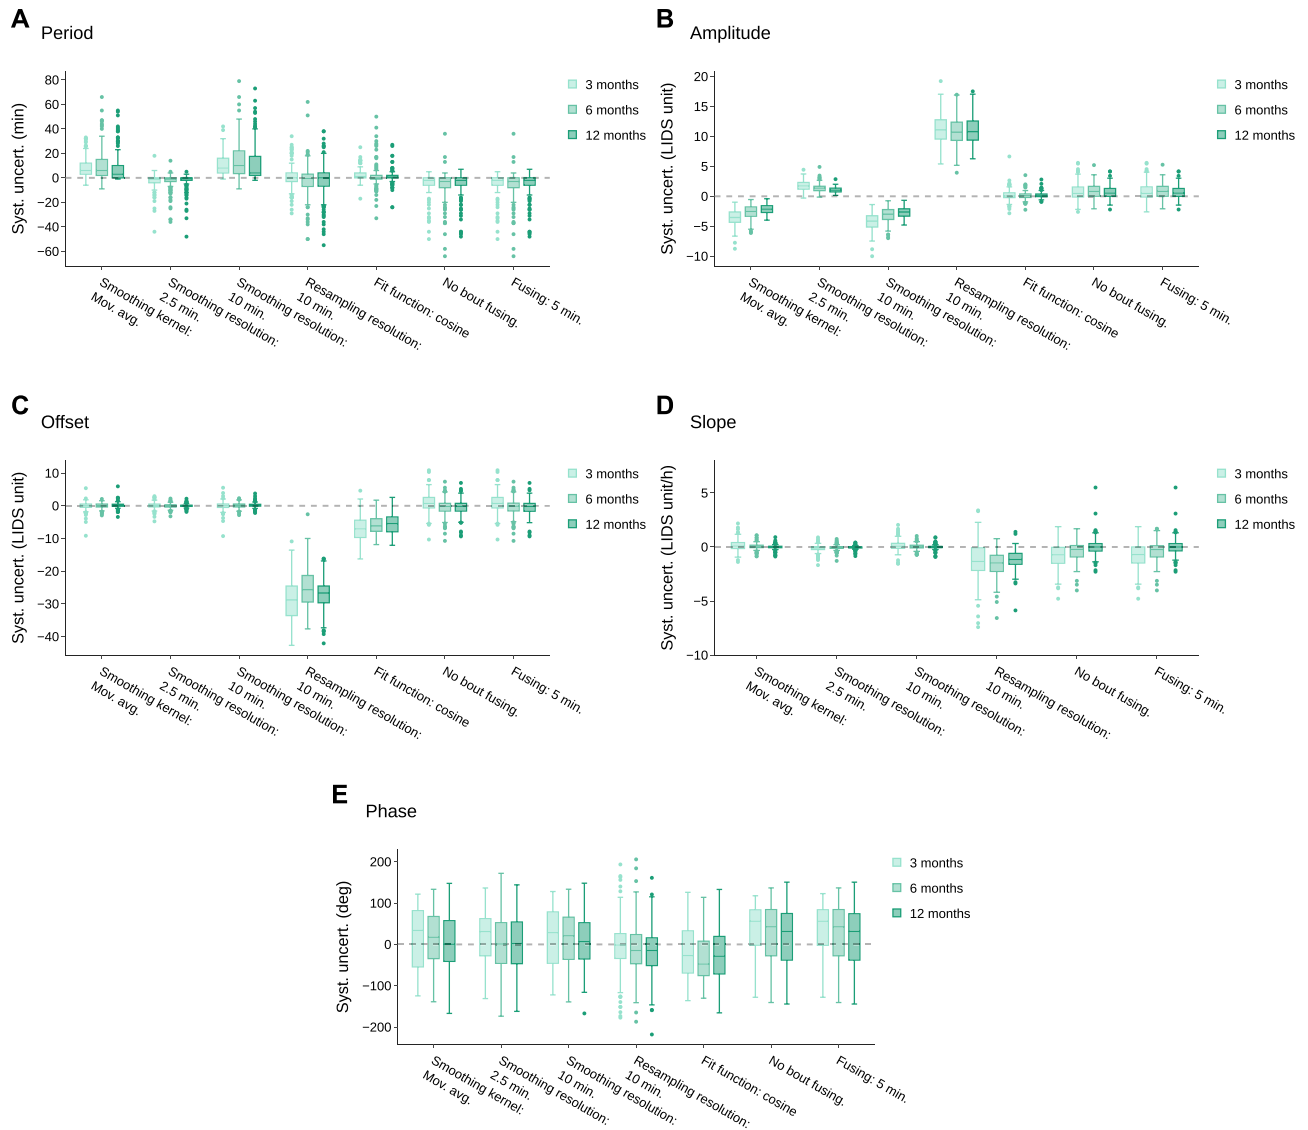 A
Period
Syst. uncert. (min)
80
60
40
20
0
−20
−40
−60
Smoothing kernel:
Mov. avg.
Smoothing resolution:
2.5 min.
Smoothing resolution:
10 min.
Resampling resolution:
10 min.
Fit function: cosine
No bout fusing.
Fusing: 5 min.
3 months
6 months
12 months
B
Amplitude
Syst. uncert. (LIDS unit)
20
15
10
5
0
−5
−10
Smoothing kernel:
Mov. avg.
Smoothing resolution:
2.5 min.
Smoothing resolution:
10 min.
Resampling resolution:
10 min.
Fit function: cosine
No bout fusing.
Fusing: 5 min.
3 months
6 months
12 months
C
Offset
Syst. uncert. (LIDS unit)
10
0
−10
−20
−30
−40
Smoothing kernel:
Mov. avg.
Smoothing resolution:
2.5 min.
Smoothing resolution:
10 min.
Resampling resolution:
10 min.
Fit function: cosine
No bout fusing.
Fusing: 5 min.
3 months
6 months
12 months
D
Slope
Syst. uncert. (LIDS unit/h)
5
0
−5
−10
Smoothing kernel:
Mov. avg.
Smoothing resolution:
2.5 min.
Smoothing resolution:
10 min.
Resampling resolution:
10 min.
No bout fusing.
Fusing: 5 min.
3 months
6 months
12 months
E
Phase
Syst. uncert. (deg)
200
100
0
−100
−200
Smoothing kernel:
Mov. avg.
Smoothing resolution:
2.5 min.
Smoothing resolution:
10 min.
Resampling resolution:
10 min.
Fit function: cosine
No bout fusing.
Fusing: 5 min.
3 months
6 months
12 months